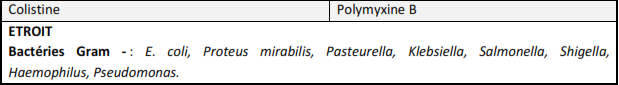 Colistine Polymyxine B
ETROIT
Bactéries Gram - : E. coli, Proteus mirabilis, Pasteurella, Klebsiella, Salmonella, Shigella,
Haemophilus, Pseudomonas.